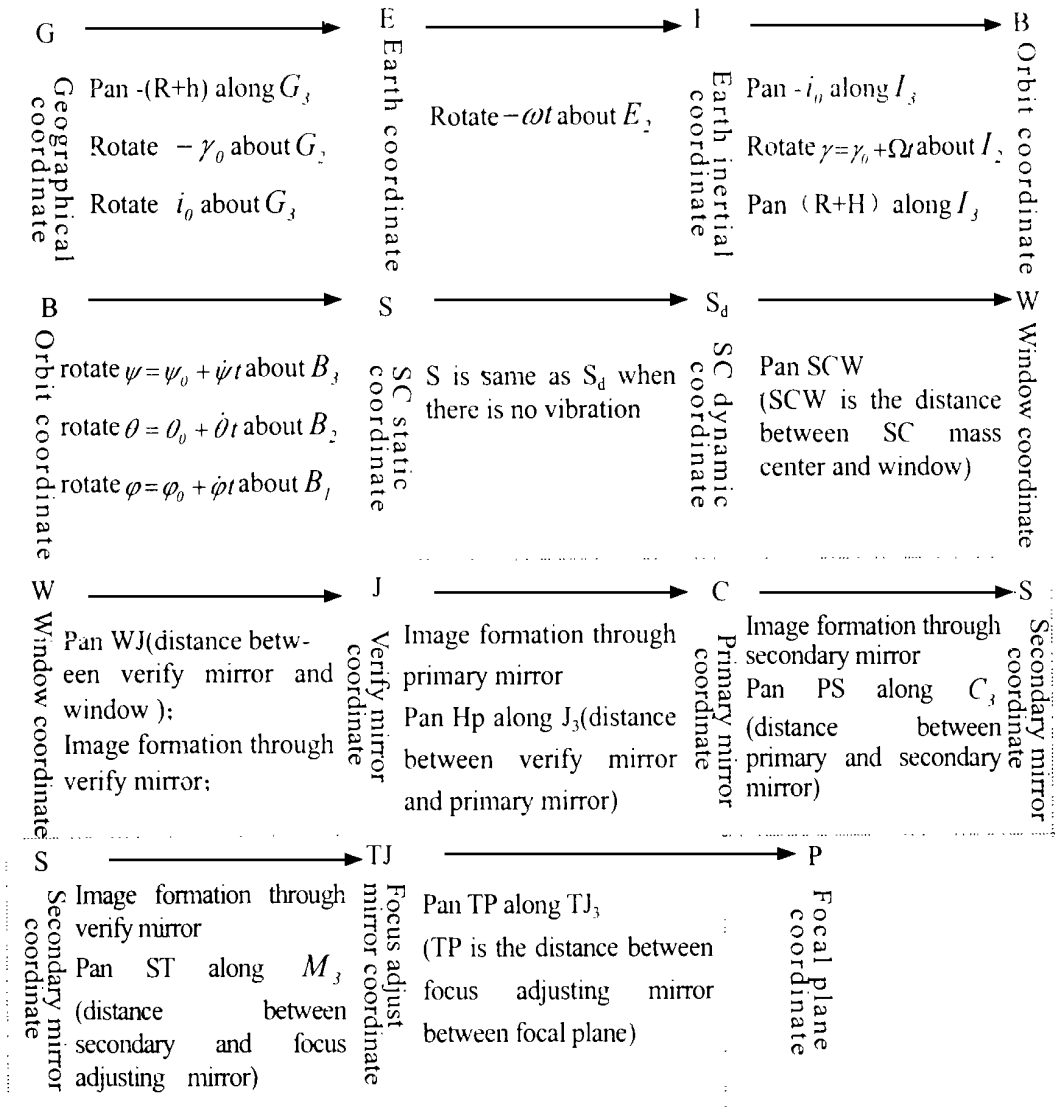 G
E
I
B
Geographical
coordinate
Pan -(R+h) along G₃
Rotate - γ₀ about G₂
Rotate i₀ about G₃
Earth coordinate
Rotate -ωt about E₂
Earth inertial
coordinate
Pan - i₀ along I₃
Rotate γ=γ₀+Ωt about I₂
Pan (R+H) along I₃
Orbit coordinate
B
S
S_d
W
Orbit coordinate
rotate ψ=ψ₀+ψ̇t about B₃
rotate θ=θ₀+θ̇t about B₂
rotate φ=φ₀+φ̇t about B₁
SC static
coordinate
S is same as S_d when
there is no vibration
SC dynamic
coordinate
Pan SCW
(SCW is the distance
between SC mass
center and window)
Window coordinate
W
J
C
S
Window coordinate
Pan WJ(distance betw-
een verify mirror and
window );
Image formation through
verify mirror;
Verify mirror
coordinate
Image formation through
primary mirror
Pan Hp along J₃(distance
between verify mirror
and primary mirror)
Primary mirror
coordinate
Image formation through
secondary mirror
Pan PS along C₃
(distance between
primary and secondary
mirror)
Secondary mirror
coordinate
S
TJ
P
Secondary mirror
coordinate
Image formation through
verify mirror
Pan ST along M₃
(distance between
secondary and focus
adjusting mirror)
Focus adjust
mirror coordinate
Pan TP along TJ₃
(TP is the distance between
focus adjusting mirror
between focal plane)
Focal plane
coordinate